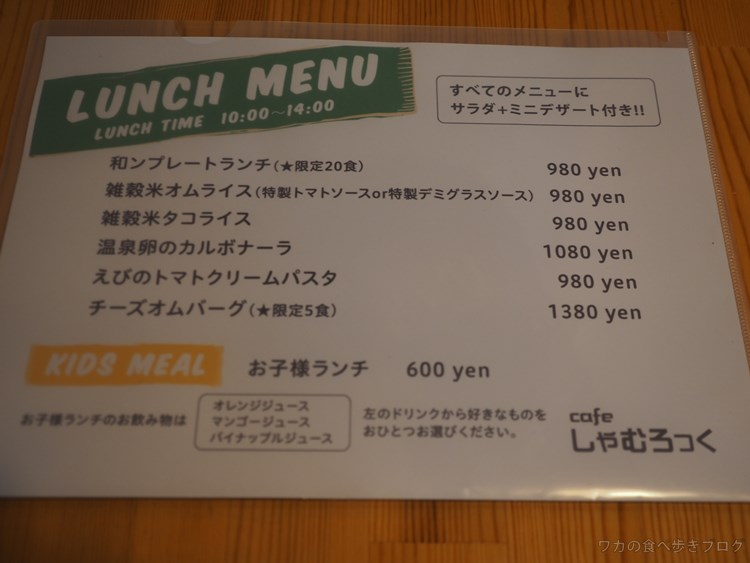 LUNCH MENU
LUNCH TIME 10:00〜14:00
すべてのメニューに
サラダ+ミニデザート付き!!
和ンプレートランチ(★限定20食) 980 yen
雑穀米オムライス(特製トマトソースor特製デミグラスソース) 980 yen
雑穀米タコライス 980 yen
温泉卵のカルボナーラ 1080 yen
えびのトマトクリームパスタ 980 yen
チーズオムバーグ(★限定5食) 1380 yen
KIDS MEAL お子様ランチ 600 yen
お子様ランチのお飲み物は
オレンジジュース
マンゴージュース
パイナップルジュース
左のドリンクから好きなものを
おひとつお選びください。
cafe
しゃむろっく
ワカの食べ歩きブログ